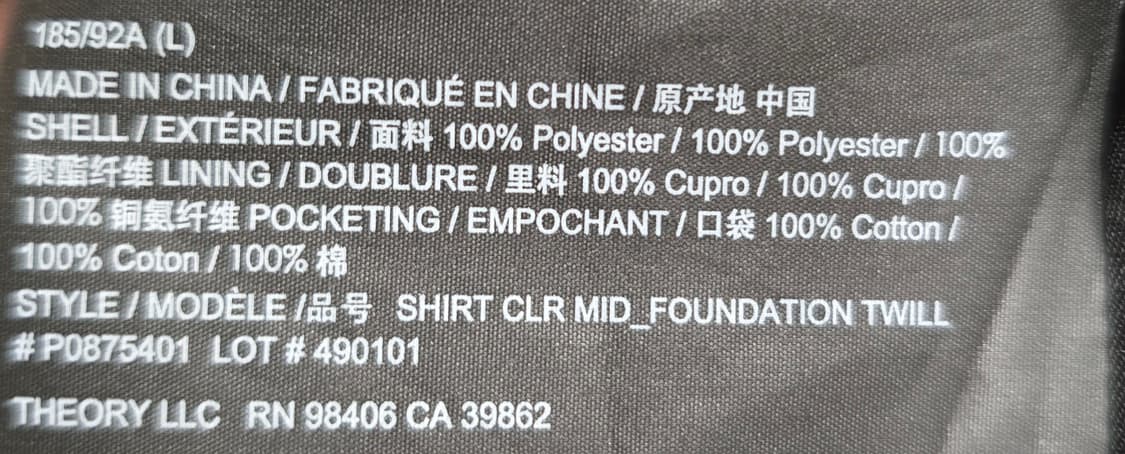 185/92A (L)
MADE IN CHINA / FABRIQUÉ EN CHINE / 原产地 中国
SHELL / EXTÉRIEUR / 面料 100% Polyester / 100% Polyester / 100%
聚酯纤维 LINING / DOUBLURE / 里料 100% Cupro / 100% Cupro /
100% 铜氨纤维 POCKETING / EMPOCHANT / 口袋 100% Cotton /
100% Coton / 100% 棉
STYLE / MODÈLE /品号 SHIRT CLR MID_FOUNDATION TWILL
# P0875401 LOT # 490101
THEORY LLC RN 98406 CA 39862